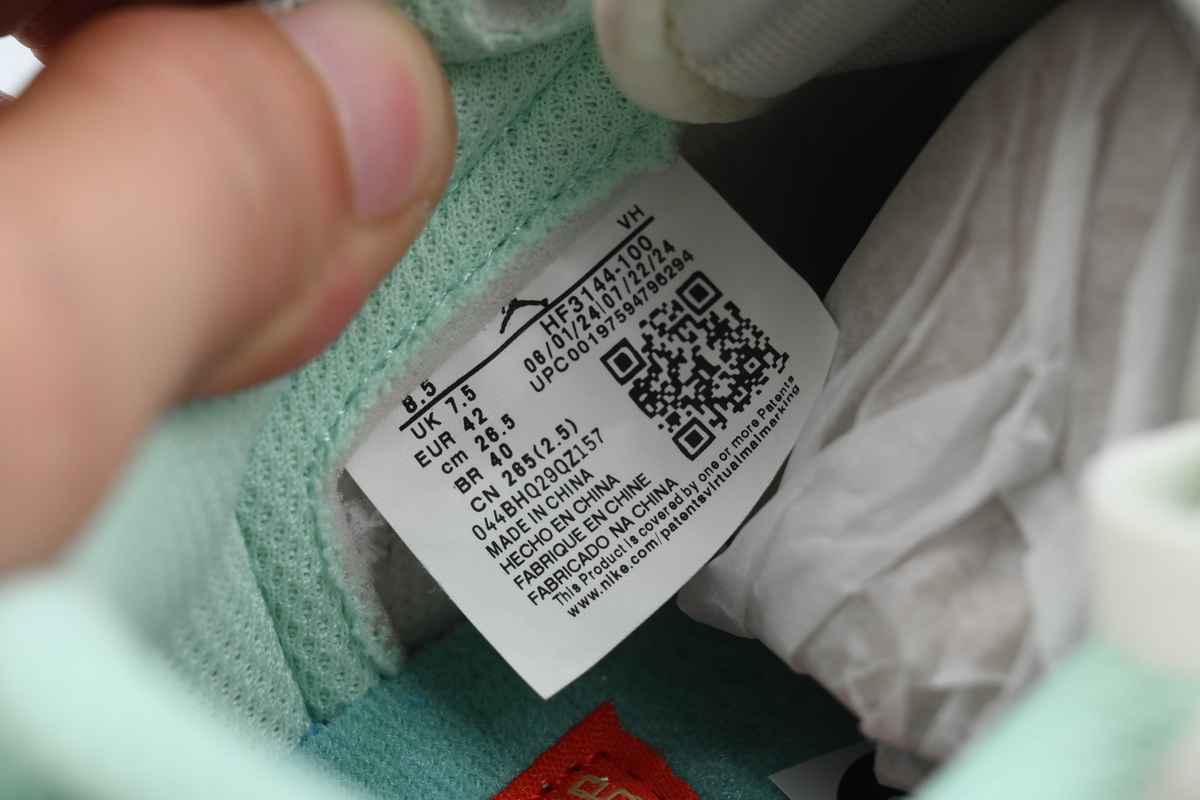 8.5 VH
UK 7.5
EUR 42
cm 26.5
BR 40
CN 265(2.5)
HF3144-100
06/01/24 07/22/24
UPC00197594796294
044BHQ29QZ157
MADE IN CHINA
HECHO EN CHINA
FABRIQUE EN CHINE
FABRICADO NA CHINA
This Product is covered by one or more Patents
www.nike.com/patentsvirtualmalmarking